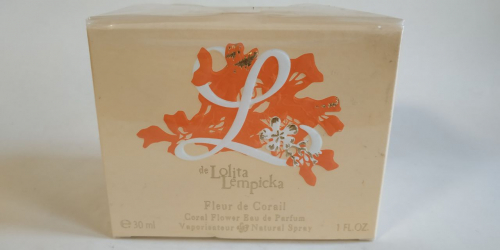 L
de Lolita
Lempicka
Fleur de Corail
Coral Flower Eau de Parfum
Vaporisateur Natural Spray
℮ 30 ml 1 FL.OZ.